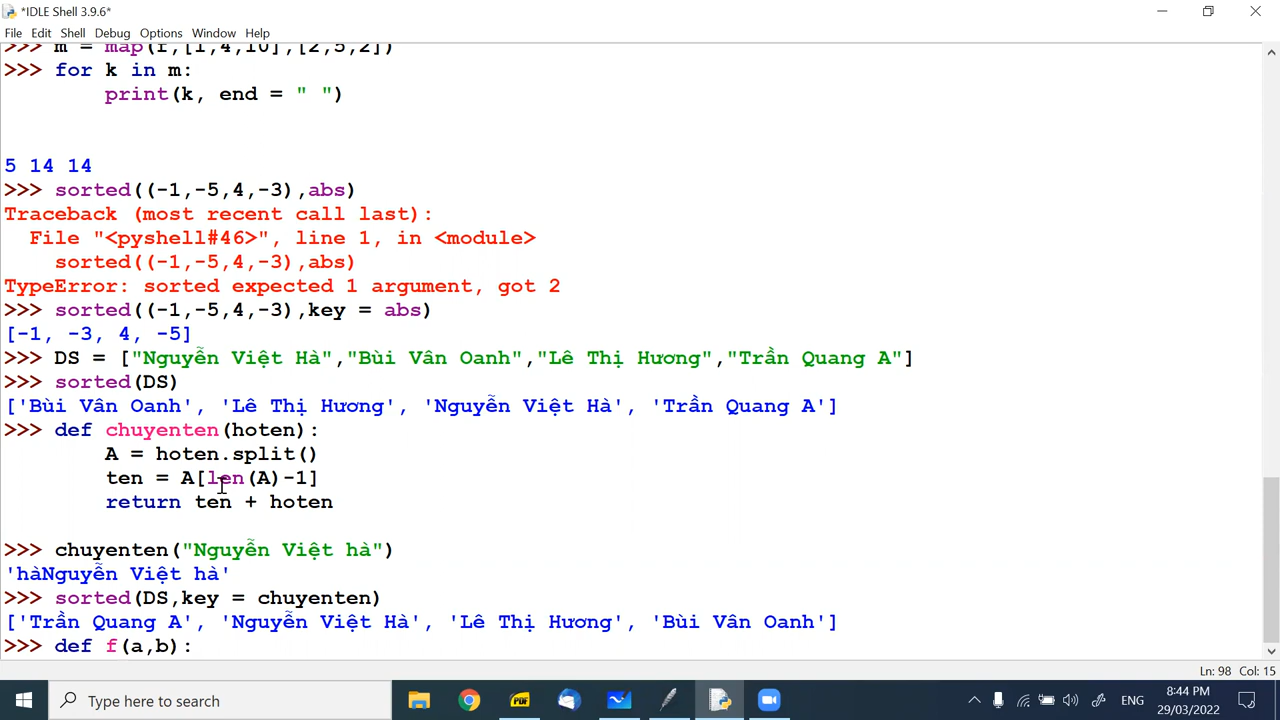 *IDLE Shell 3.9.6*
File Edit Shell Debug Options Window Help
>>> m = map(f,[1,4,10],[2,5,2])
>>> for k in m:
print(k, end = " ")
5 14 14
>>> sorted((-1,-5,4,-3),abs)
Traceback (most recent call last):
File "<pyshell#46>", line 1, in <module>
sorted((-1,-5,4,-3),abs)
TypeError: sorted expected 1 argument, got 2
>>> sorted((-1,-5,4,-3),key = abs)
[-1, -3, 4, -5]
>>> DS = ["Nguyễn Việt Hà","Bùi Vân Oanh","Lê Thị Hương","Trần Quang A"]
>>> sorted(DS)
['Bùi Vân Oanh', 'Lê Thị Hương', 'Nguyễn Việt Hà', 'Trần Quang A']
>>> def chuyenten(hoten):
A = hoten.split()
ten = A[len(A)-1]
return ten + hoten
>>> chuyenten("Nguyễn Việt hà")
'hàNguyễn Việt hà'
>>> sorted(DS,key = chuyenten)
['Trần Quang A', 'Nguyễn Việt Hà', 'Lê Thị Hương', 'Bùi Vân Oanh']
>>> def f(a,b):
Ln: 98 Col: 15
Type here to search
PDF
ENG
8:44 PM
29/03/2022